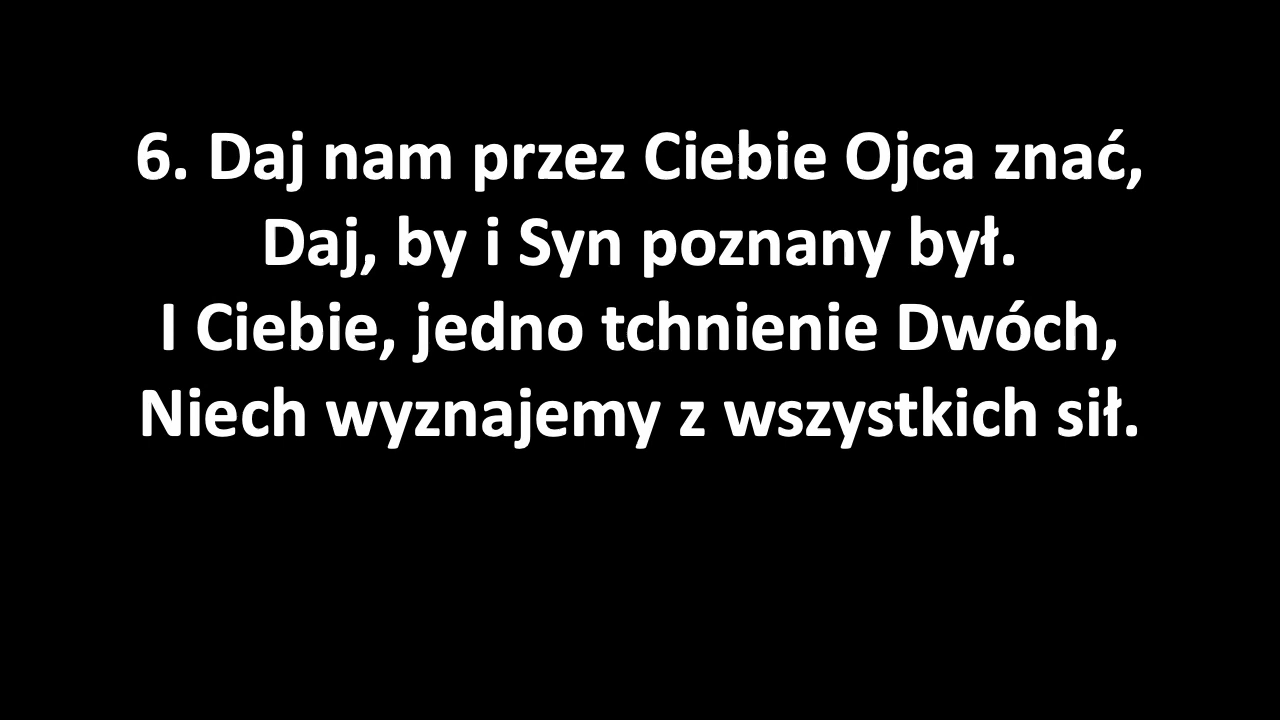 6. Daj nam przez Ciebie Ojca znać,
Daj, by i Syn poznany był.
I Ciebie, jedno tchnienie Dwóch,
Niech wyznajemy z wszystkich sił.